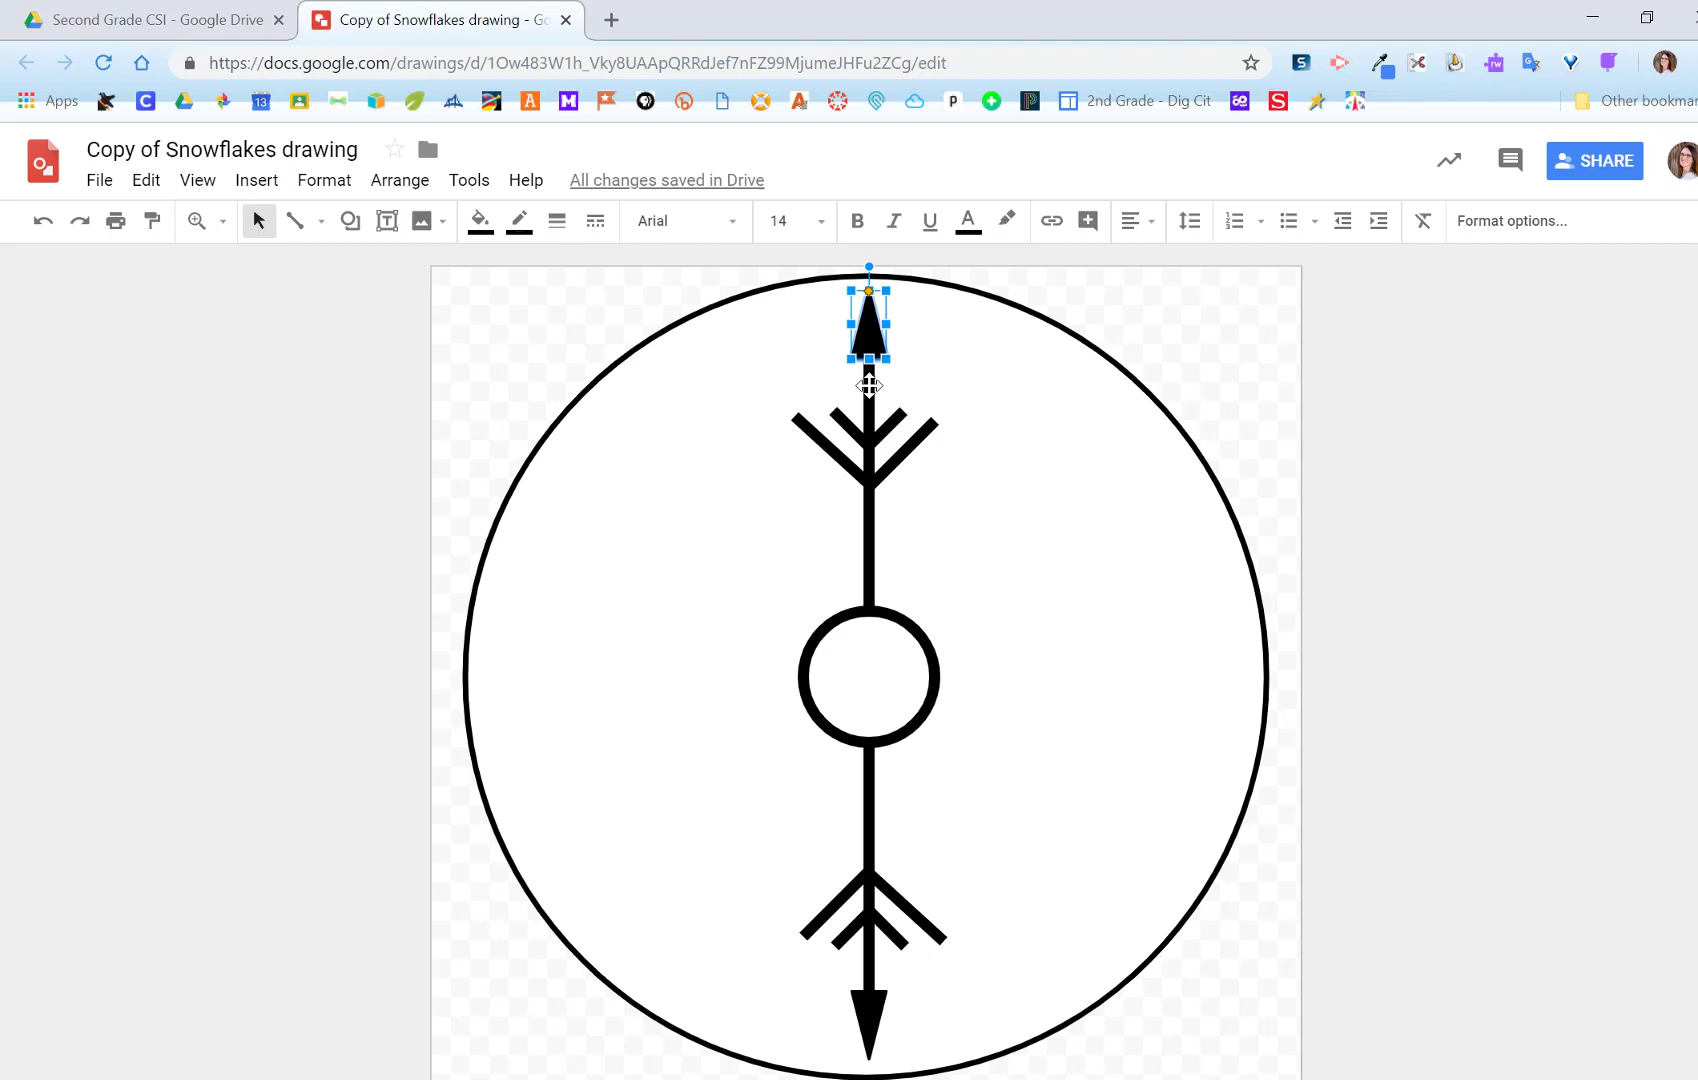 Second Grade CSI - Google Drive
Copy of Snowflakes drawing - Go
https://docs.google.com/drawings/d/1Ow483W1h_Vky8UAApQRRdJef7nFZ99MjumeJHFu2ZCg/edit
Apps
2nd Grade - Dig Cit
Other bookmar
Copy of Snowflakes drawing
File Edit View Insert Format Arrange Tools Help All changes saved in Drive
SHARE
Arial 14 B I U A Format options...